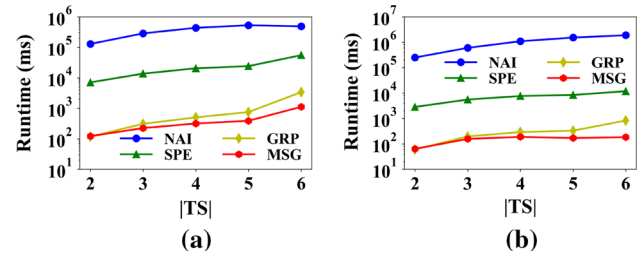 10^6
10^5
10^4
10^3
10^2
10^1
Runtime (ms)
NAI
GRP
SPE
MSG
2 3 4 5 6
|TS|
(a)
10^7
10^6
10^5
10^4
10^3
10^2
10^1
Runtime (ms)
NAI
GRP
SPE
MSG
2 3 4 5 6
|TS|
(b)